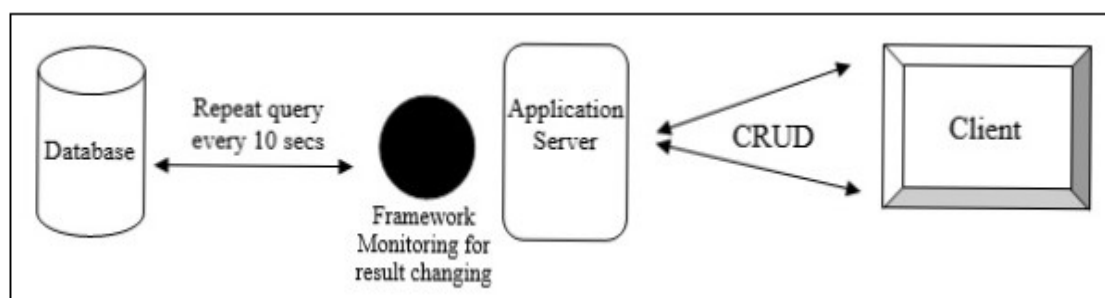 Database
Repeat query
every 10 secs
Framework
Monitoring for
result changing
Application
Server
CRUD
Client